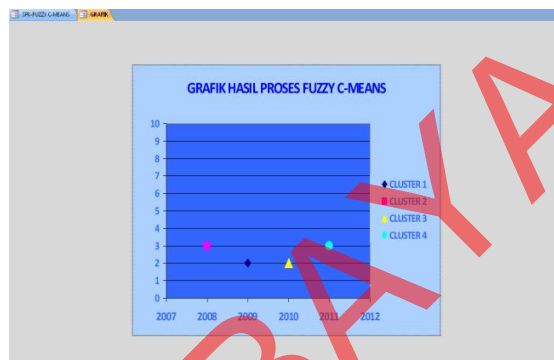 SPK-FUZZY C-MEANS GRAFIK
GRAFIK HASIL PROSES FUZZY C-MEANS
10
9
8
7
6
5
4
3
2
1
0
2007 2008 2009 2010 2011 2012
CLUSTER 1
CLUSTER 2
CLUSTER 3
CLUSTER 4
BAYA